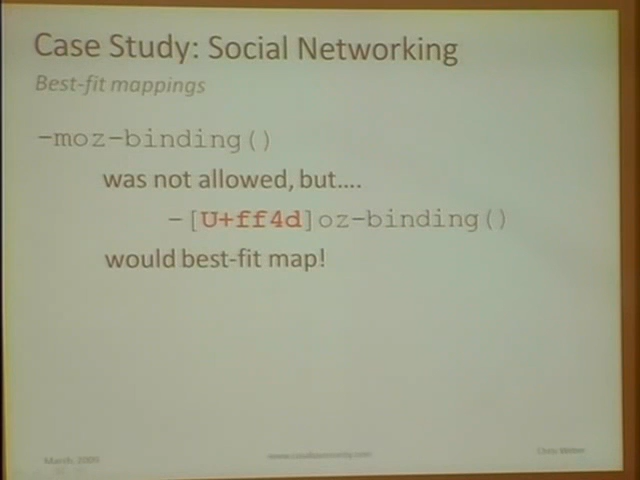 Case Study: Social Networking
Best-fit mappings
-moz-binding()
was not allowed, but....
-[U+ff4d]oz-binding()
would best-fit map!
March, 2009
Chris Weber